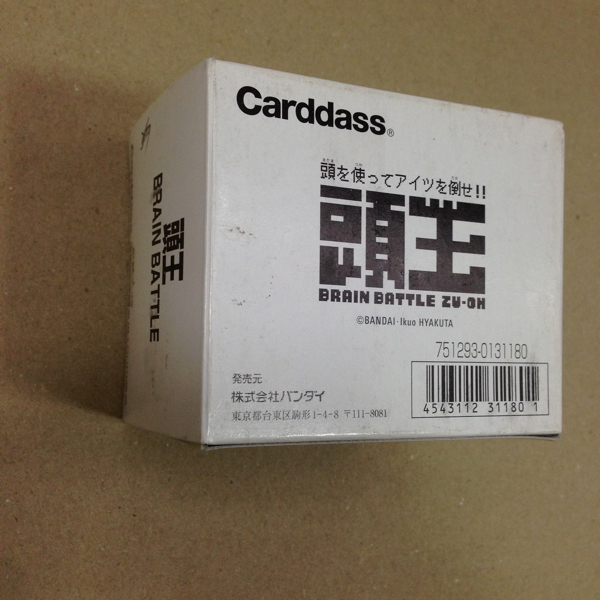 Carddass®
頭を使ってアイツを倒せ!!
頭王
BRAIN BATTLE ZU-OH
©BANDAI・Ikuo HYAKUTA
751293-0131180
発売元
株式会社バンダイ
東京都台東区駒形1-4-8 〒111-8081
4543112 31180 1
頭王
BRAIN BATTLE